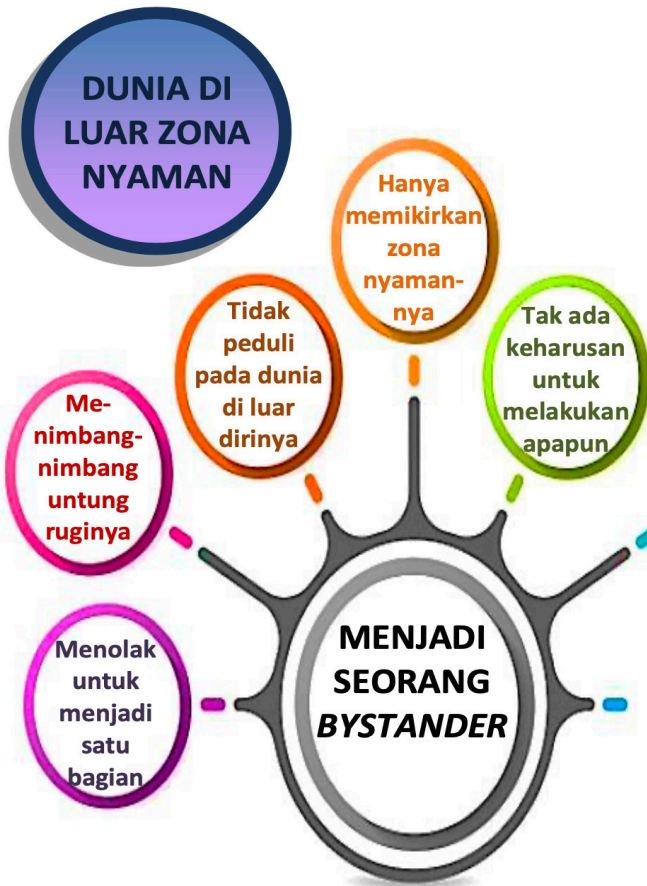 DUNIA DI
LUAR ZONA
NYAMAN
Hanya
memikirkan
zona
nyaman-
nya
Tidak
peduli
pada dunia
di luar
dirinya
Tak ada
keharusan
untuk
melakukan
apapun
Me-
nimbang-
nimbang
untung
ruginya
Menolak
untuk
menjadi
satu
bagian
MENJADI
SEORANG
BYSTANDER